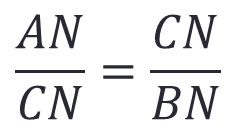 AN/CN = CN/BN